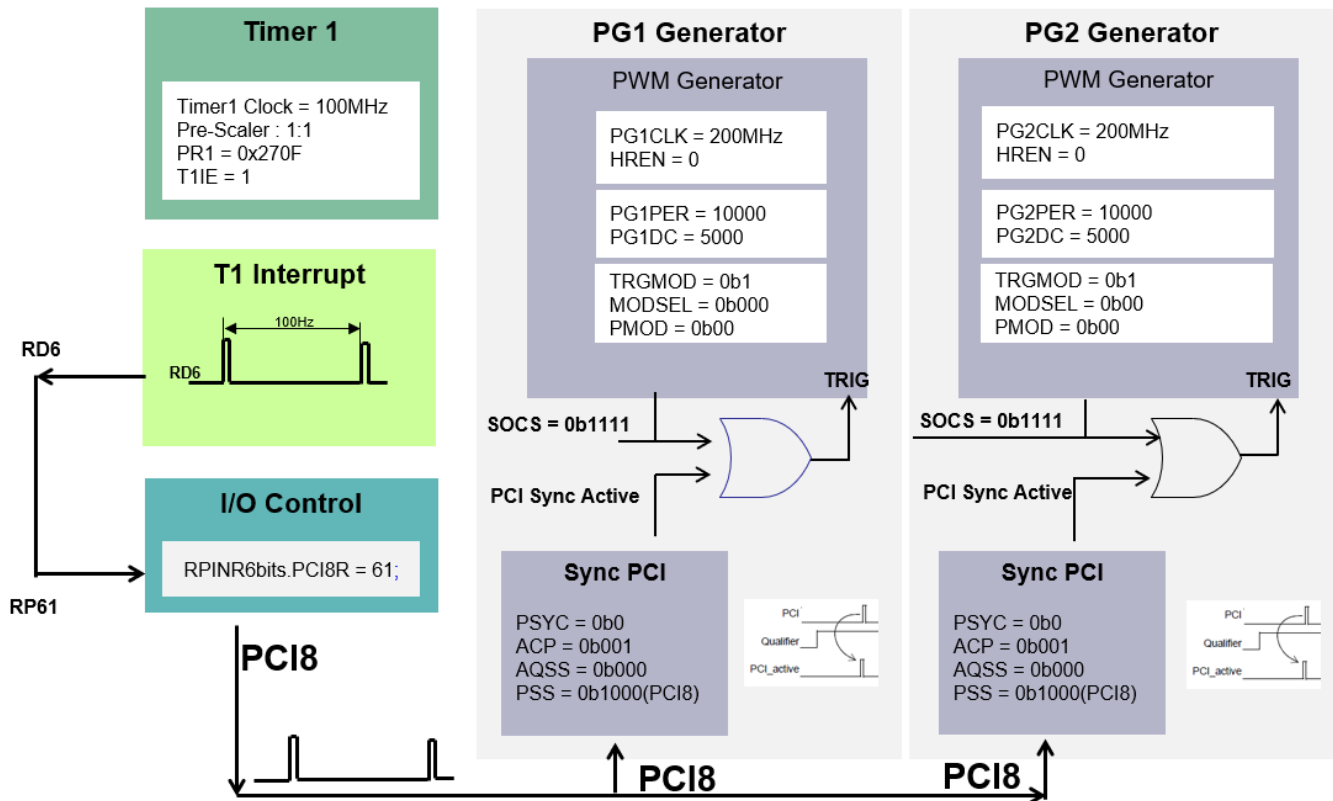 Timer 1
Timer1 Clock = 100MHz
Pre-Scaler : 1:1
PR1 = 0x270F
T1IE = 1
T1 Interrupt
100Hz
RD6
RD6
I/O Control
RPINR6bits.PCI8R = 61;
RP61
PCI8
PG1 Generator
PWM Generator
PG1CLK = 200MHz
HREN = 0
PG1PER = 10000
PG1DC = 5000
TRGMOD = 0b1
MODSEL = 0b000
PMOD = 0b00
TRIG
SOCS = 0b1111
PCI Sync Active
Sync PCI
PSYC = 0b0
ACP = 0b001
AQSS = 0b000
PSS = 0b1000(PCI8)
PCI
Qualifier
PCI_active
PCI8
PG2 Generator
PWM Generator
PG2CLK = 200MHz
HREN = 0
PG2PER = 10000
PG2DC = 5000
TRGMOD = 0b1
MODSEL = 0b00
PMOD = 0b00
TRIG
SOCS = 0b1111
PCI Sync Active
Sync PCI
PSYC = 0b0
ACP = 0b001
AQSS = 0b000
PSS = 0b1000(PCI8)
PCI
Qualifier
PCI_active
PCI8